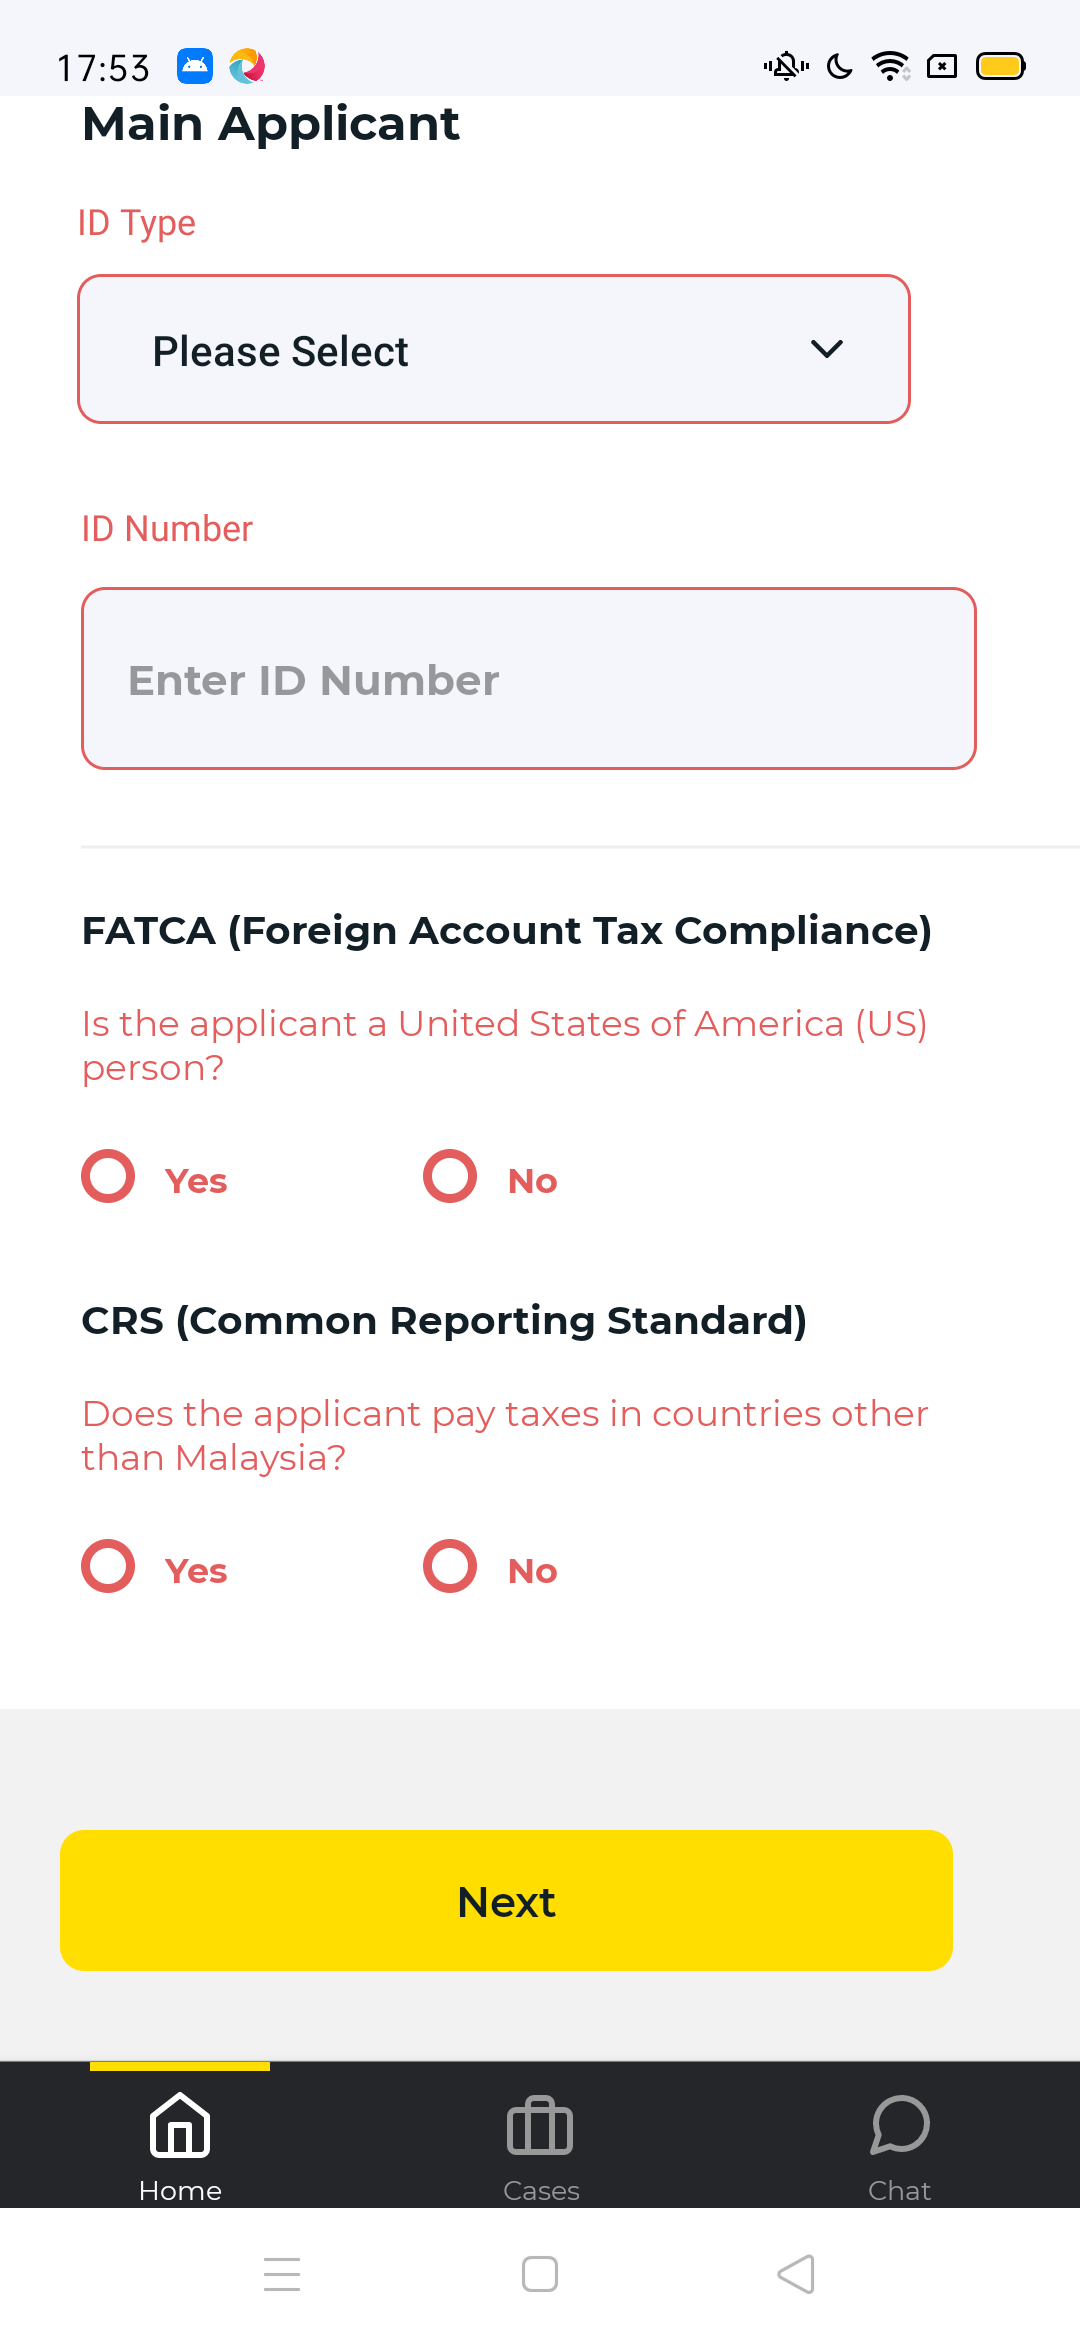 17:53
Main Applicant
ID Type
Please Select
ID Number
Enter ID Number
FATCA (Foreign Account Tax Compliance)
Is the applicant a United States of America (US)
person?
Yes No
CRS (Common Reporting Standard)
Does the applicant pay taxes in countries other
than Malaysia?
Yes No
Next
Home Cases Chat